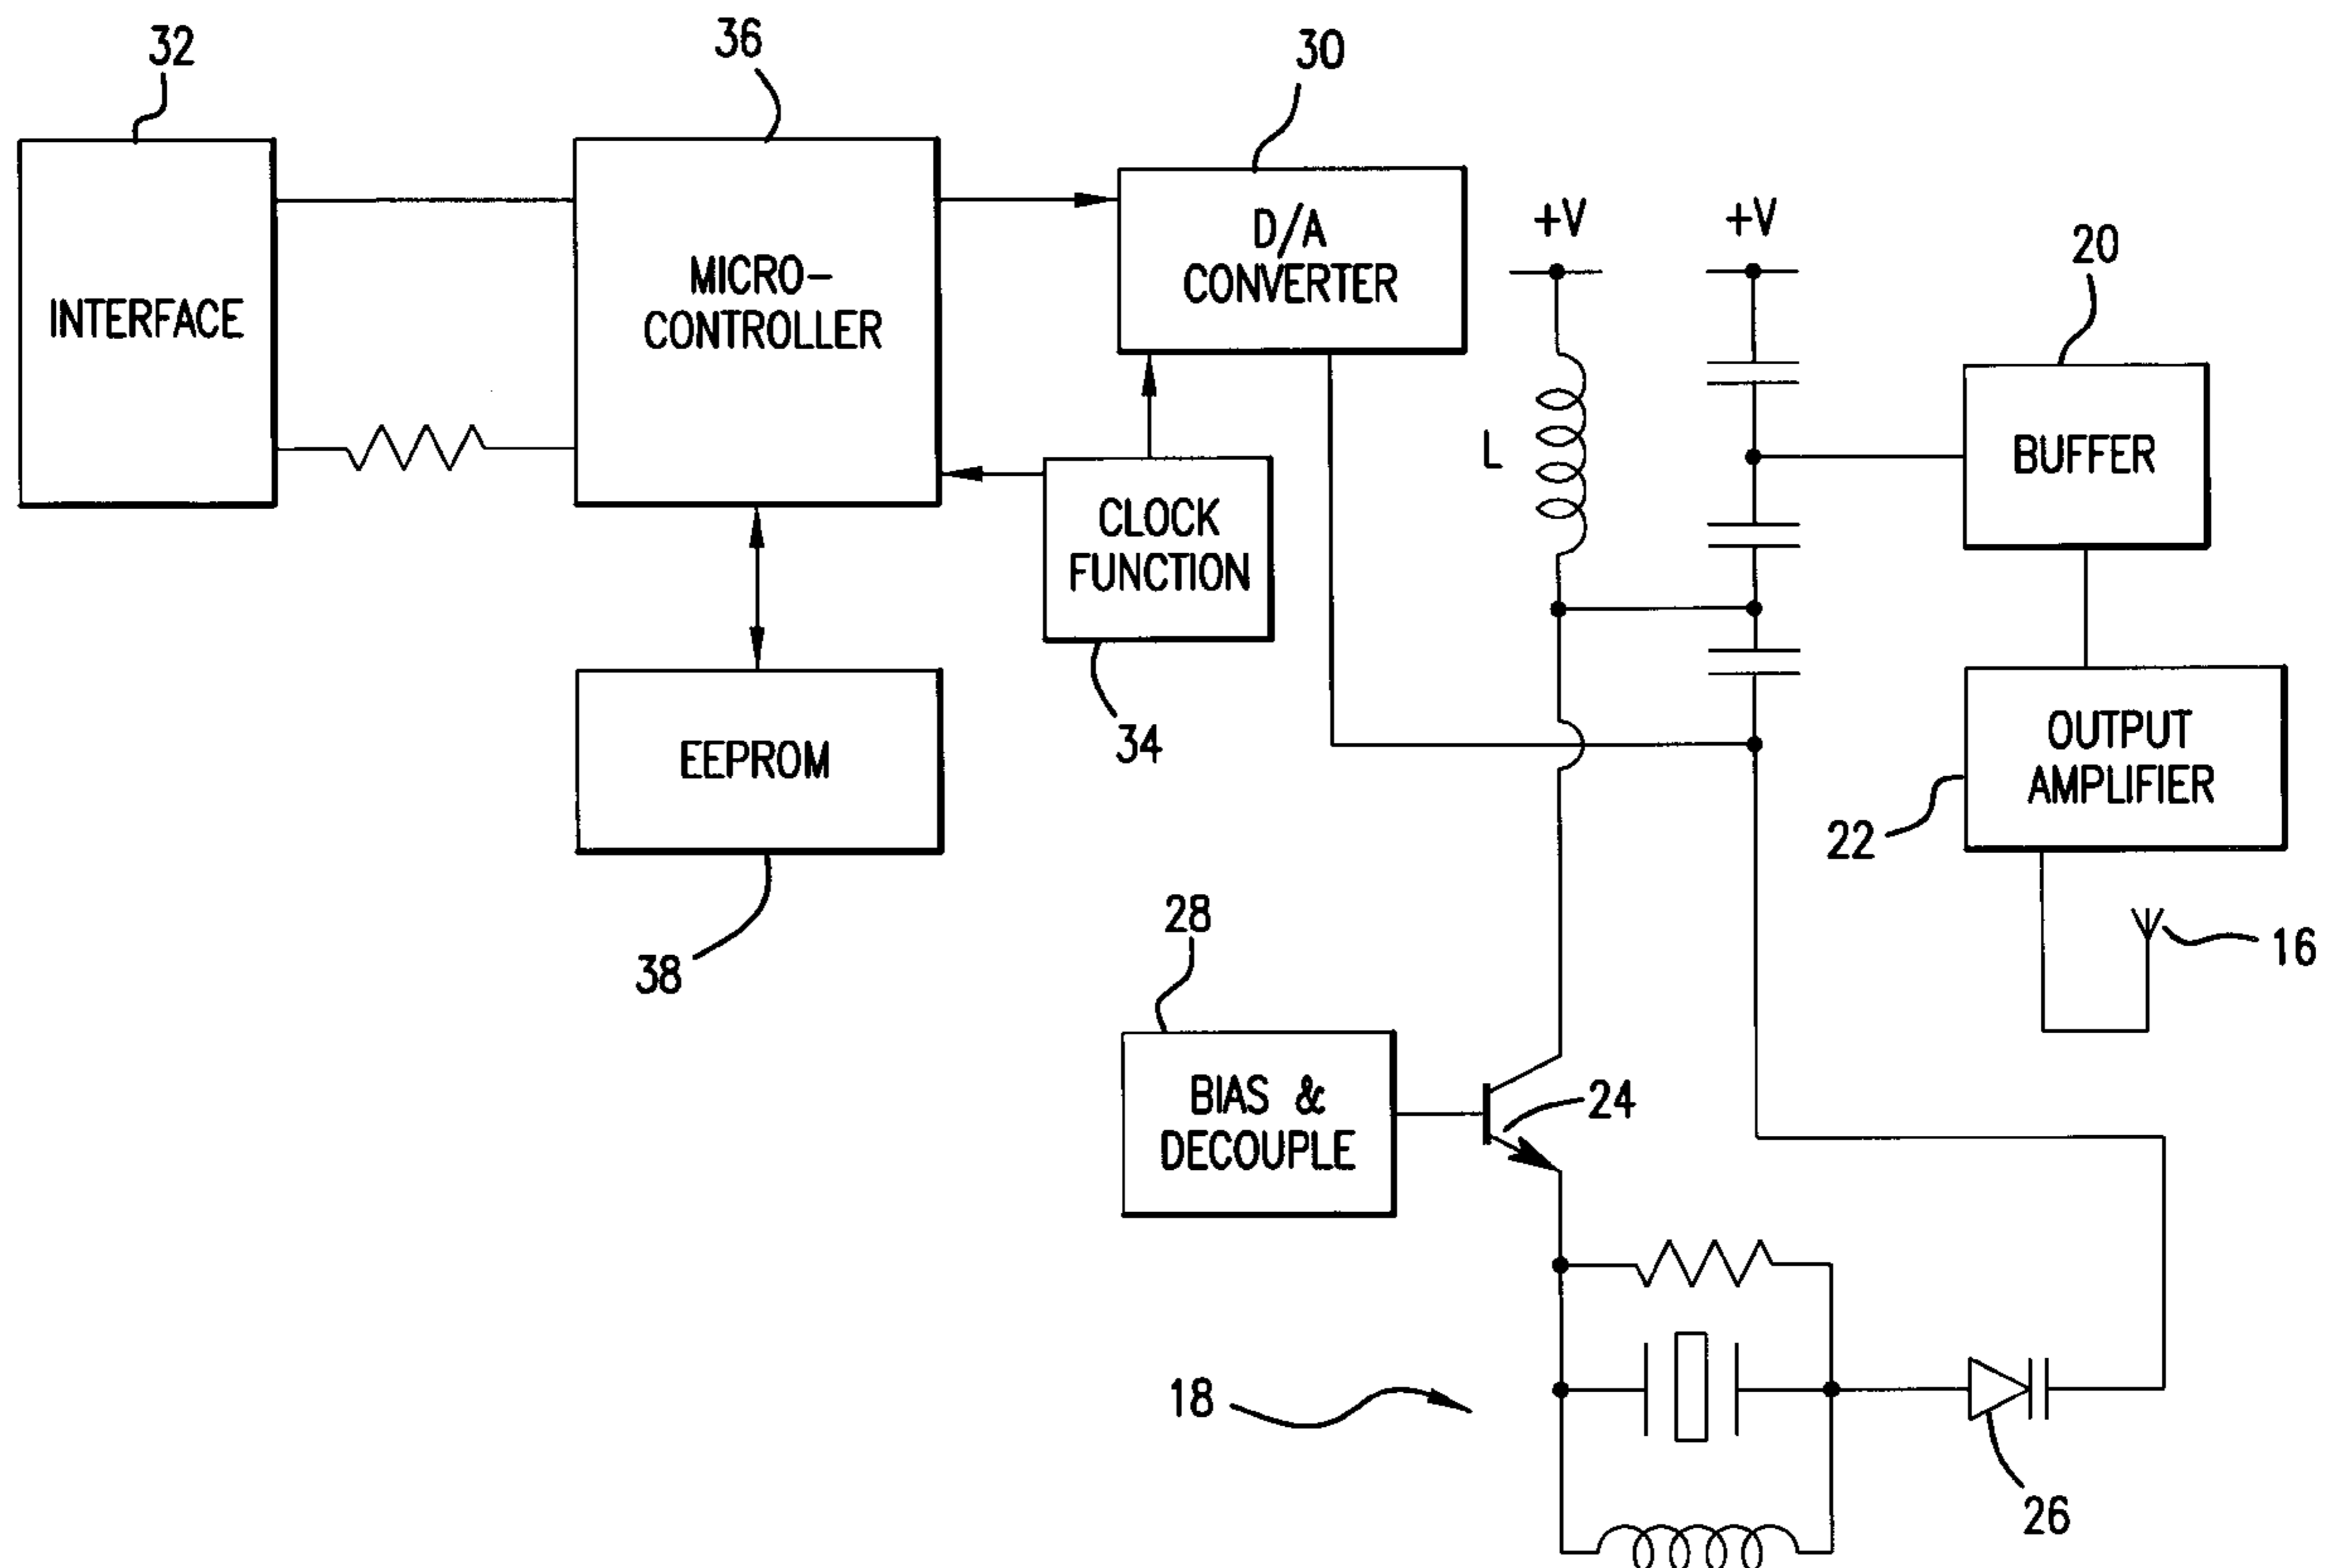 32
36
30
INTERFACE
MICRO-
CONTROLLER
D/A
CONVERTER
+V
+V
20
L
BUFFER
CLOCK
FUNCTION
34
EEPROM
38
OUTPUT
AMPLIFIER
22
16
28
BIAS &
DECOUPLE
24
18
26